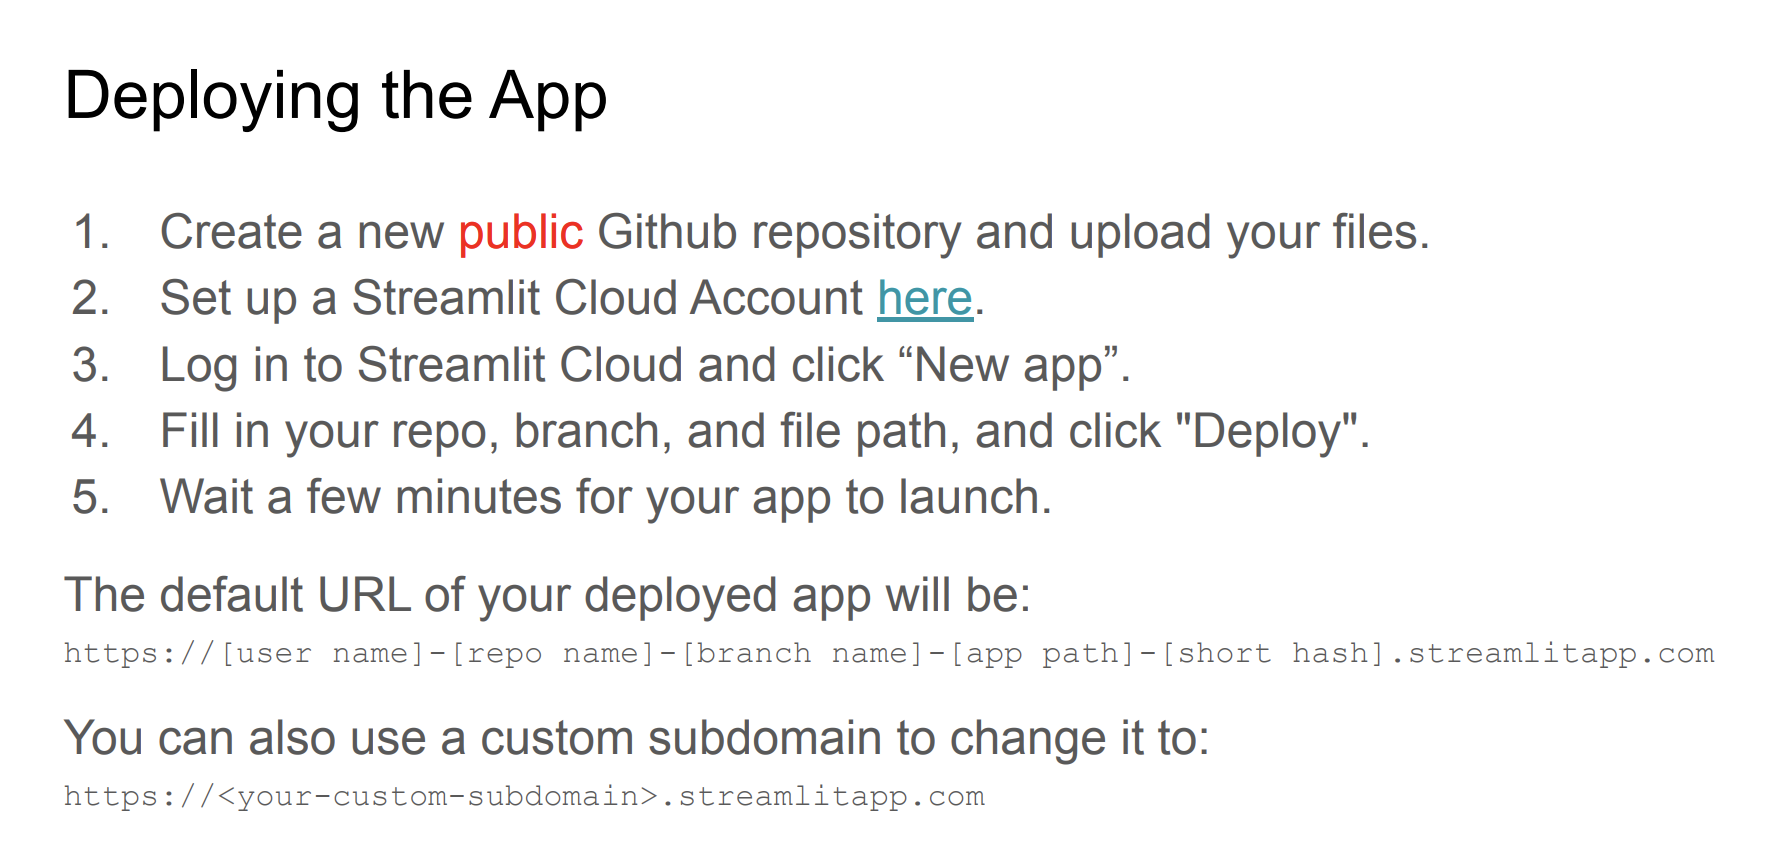 Deploying the App
1. Create a new public Github repository and upload your files.
2. Set up a Streamlit Cloud Account here.
3. Log in to Streamlit Cloud and click “New app”.
4. Fill in your repo, branch, and file path, and click "Deploy".
5. Wait a few minutes for your app to launch.
The default URL of your deployed app will be:
https://[user name]-[repo name]-[branch name]-[app path]-[short hash].streamlitapp.com
You can also use a custom subdomain to change it to:
https://<your-custom-subdomain>.streamlitapp.com